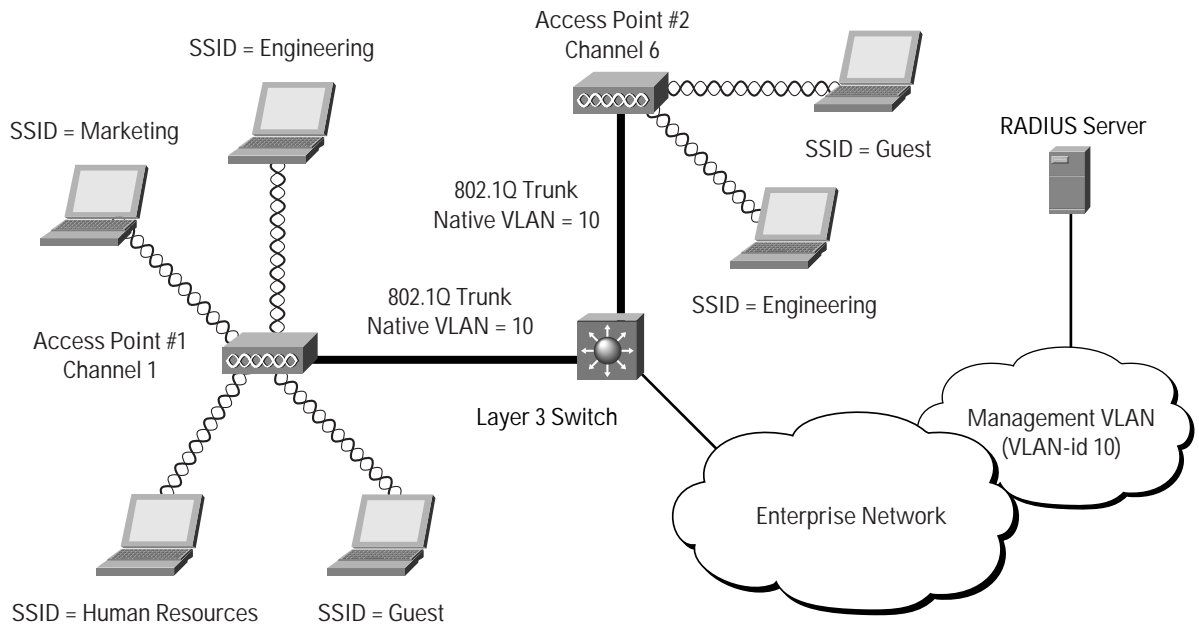 Access Point #2
Channel 6
SSID = Engineering
SSID = Marketing
SSID = Guest
RADIUS Server
802.1Q Trunk
Native VLAN = 10
SSID = Engineering
802.1Q Trunk
Native VLAN = 10
Access Point #1
Channel 1
Layer 3 Switch
Management VLAN
(VLAN-id 10)
Enterprise Network
SSID = Human Resources
SSID = Guest